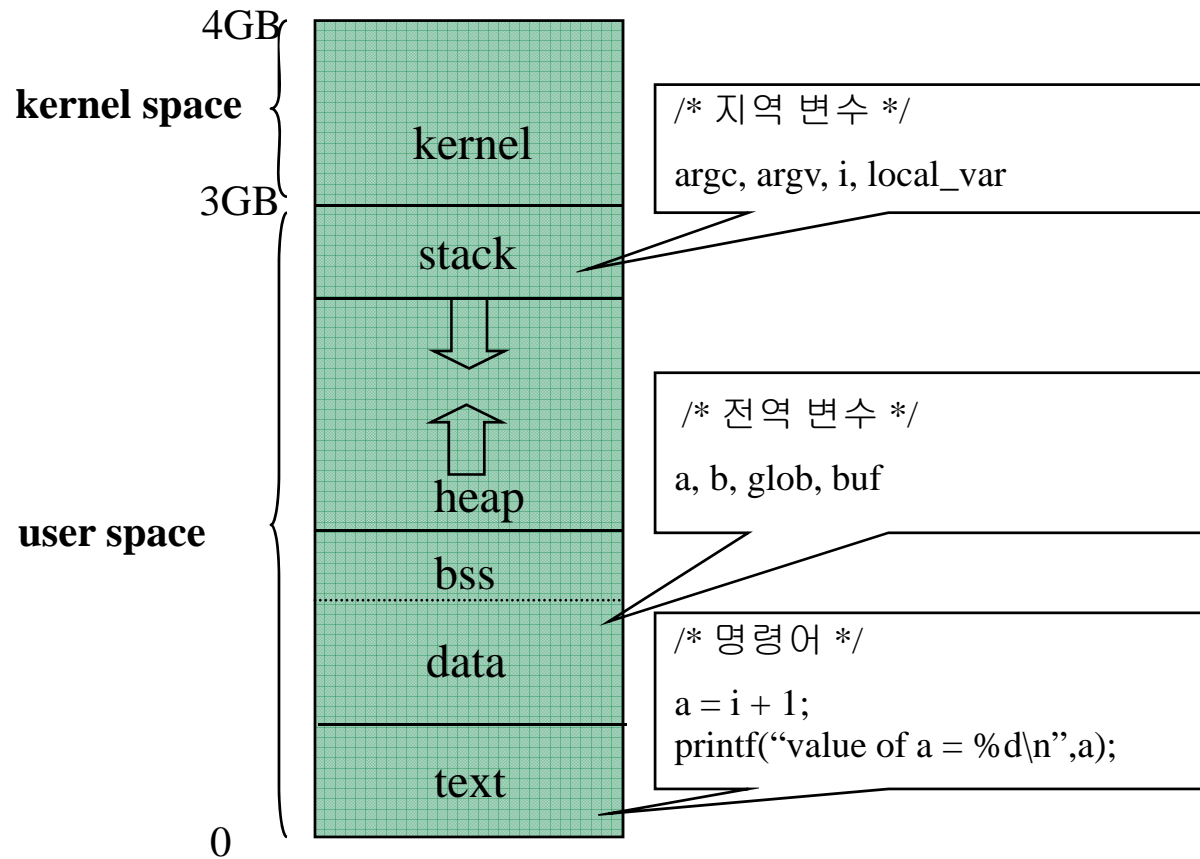 4GB
kernel space
kernel
3GB
stack
heap
user space
bss
data
text
0
/* 지역 변수 */
argc, argv, i, local_var
/* 전역 변수 */
a, b, glob, buf
/* 명령어 */
a = i + 1;
printf(“value of a = %d\n”,a);